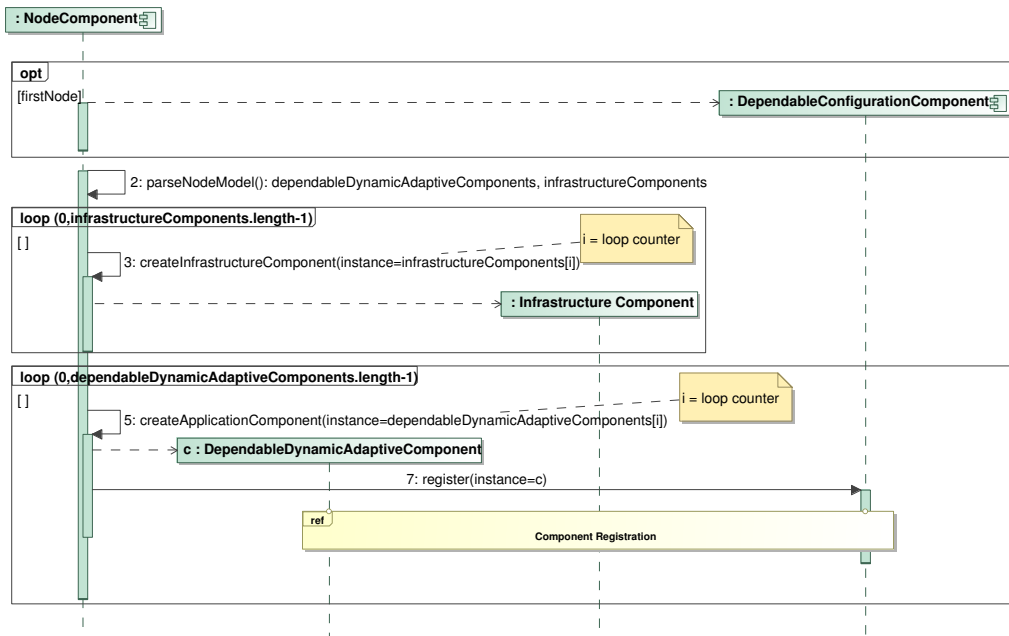 : NodeComponent
opt
[firstNode]
: DependableConfigurationComponent
2: parseNodeModel(): dependableDynamicAdaptiveComponents, infrastructureComponents
loop (0,infrastructureComponents.length-1)
[ ]
i = loop counter
3: createInfrastructureComponent(instance=infrastructureComponents[i])
: Infrastructure Component
loop (0,dependableDynamicAdaptiveComponents.length-1)
[ ]
i = loop counter
5: createApplicationComponent(instance=dependableDynamicAdaptiveComponents[i])
c : DependableDynamicAdaptiveComponent
7: register(instance=c)
ref
Component Registration